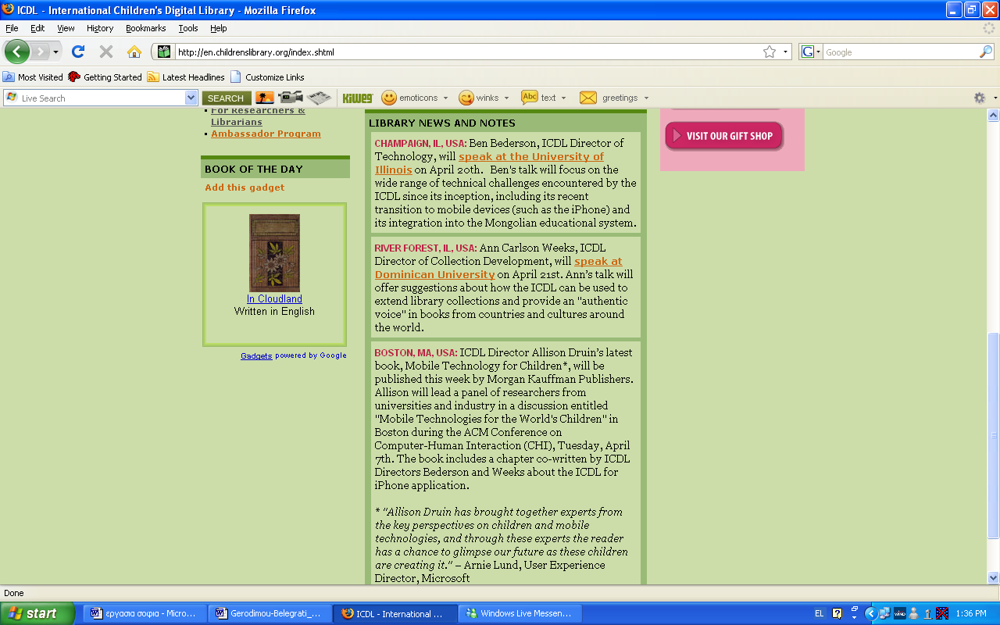 ICDL - International Children's Digital Library - Mozilla Firefox
File Edit View History Bookmarks Tools Help
http://en.childrenslibrary.org/index.shtml
Google
Most Visited Getting Started Latest Headlines Customize Links
Live Search SEARCH KIWEE emoticons winks Abc text greetings
For Researchers &
Librarians
Ambassador Program
BOOK OF THE DAY
Add this gadget
In Cloudland
Written in English
Gadgets powered by Google
LIBRARY NEWS AND NOTES
CHAMPAIGN, IL, USA: Ben Bederson, ICDL Director of
Technology, will speak at the University of
Illinois on April 20th. Ben's talk will focus on the
wide range of technical challenges encountered by the
ICDL since its inception, including its recent
transition to mobile devices (such as the iPhone) and
its integration into the Mongolian educational system.
RIVER FOREST, IL, USA: Ann Carlson Weeks, ICDL
Director of Collection Development, will speak at
Dominican University on April 21st. Ann's talk will
offer suggestions about how the ICDL can be used to
extend library collections and provide an "authentic
voice" in books from countries and cultures around
the world.
BOSTON, MA, USA: ICDL Director Allison Druin's latest
book, Mobile Technology for Children*, will be
published this week by Morgan Kauffman Publishers.
Allison will lead a panel of researchers from
universities and industry in a discussion entitled
"Mobile Technologies for the World's Children" in
Boston during the ACM Conference on
Computer-Human Interaction (CHI), Tuesday, April
7th. The book includes a chapter co-written by ICDL
Directors Bederson and Weeks about the ICDL for
iPhone application.
* "Allison Druin has brought together experts from
the key perspectives on children and mobile
technologies, and through these experts the reader
has a chance to glimpse our future as these children
are creating it." – Arnie Lund, User Experience
Director, Microsoft
VISIT OUR GIFT SHOP
Done
start εργασια σοφια - Micro... Gerodimou-Belegrati_... ICDL - International ... Windows Live Messen... EL 1:36 PM